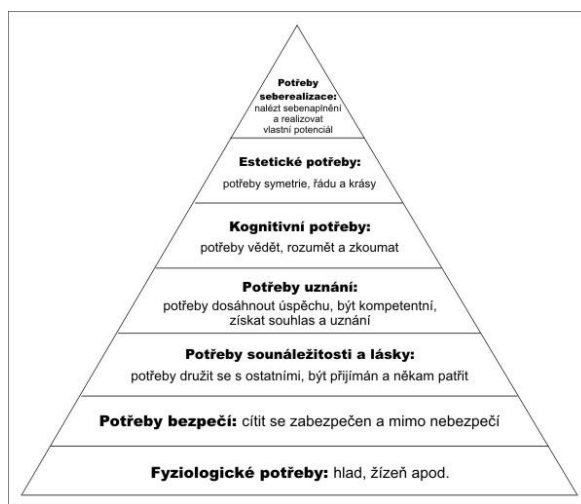 Potřeby
seberealizace:
nalézt sebenaplnění
a realizovat
vlastní potenciál
Estetické potřeby:
potřeby symetrie, řádu a krásy
Kognitivní potřeby:
potřeby vědět, rozumět a zkoumat
Potřeby uznání:
potřeby dosáhnout úspěchu, být kompetentní,
získat souhlas a uznání
Potřeby sounáležitosti a lásky:
potřeby družit se s ostatními, být přijímán a někam patřit
Potřeby bezpečí: cítit se zabezpečen a mimo nebezpečí
Fyziologické potřeby: hlad, žízeň apod.